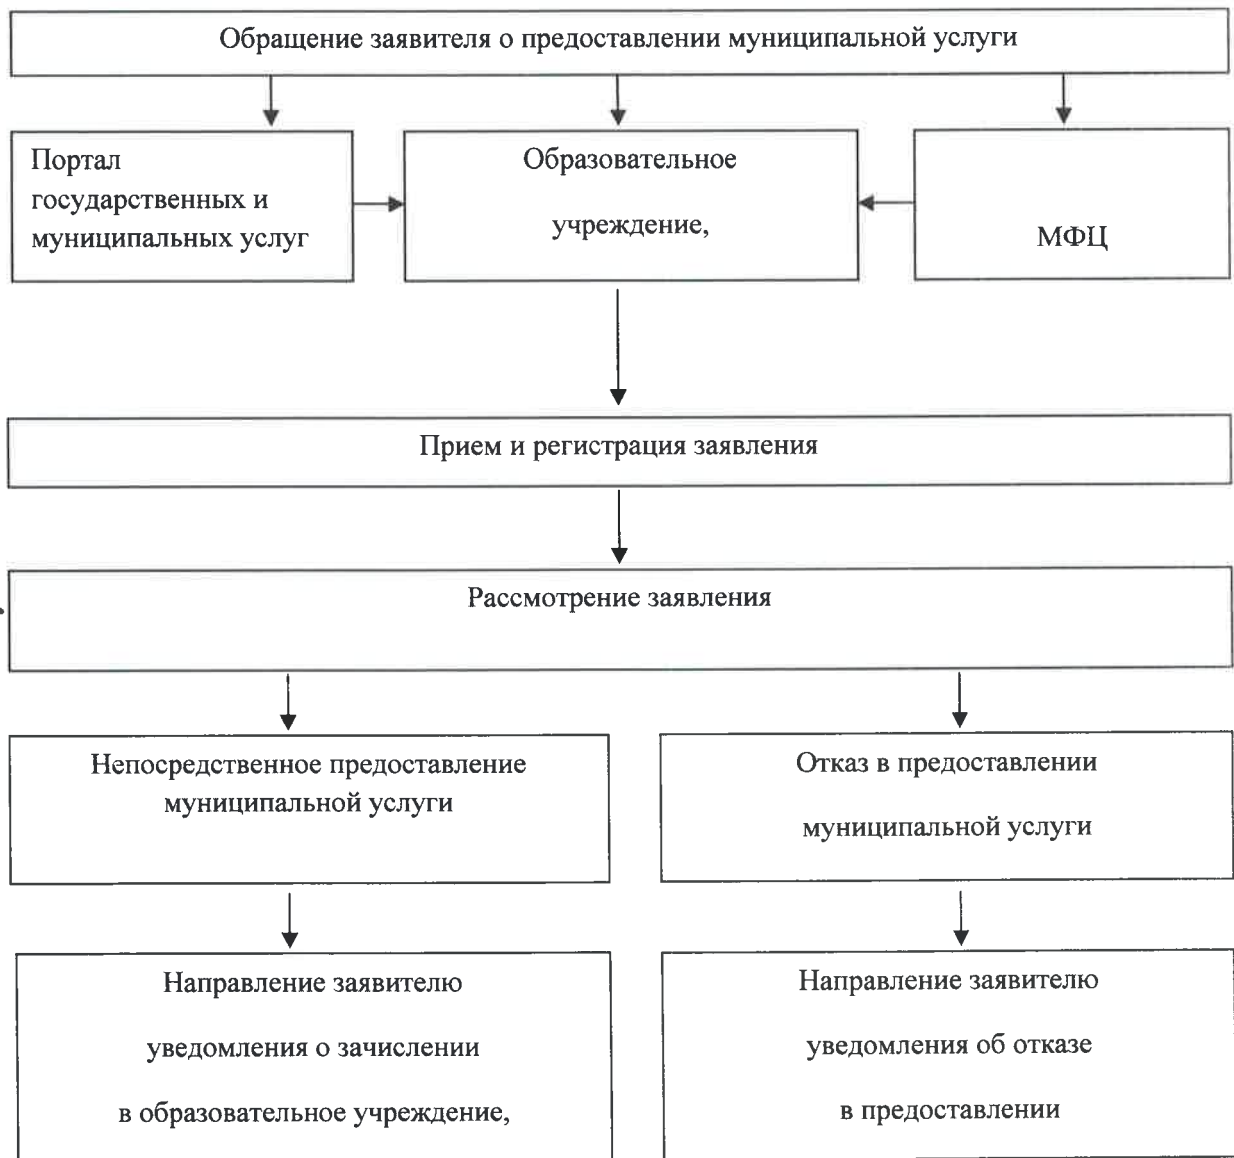 Обращение заявителя о предоставлении муниципальной услуги
Портал
государственных и
муниципальных услуг
Образовательное
учреждение,
МФЦ
Прием и регистрация заявления
Рассмотрение заявления
Непосредственное предоставление
муниципальной услуги
Отказ в предоставлении
муниципальной услуги
Направление заявителю
уведомления о зачислении
в образовательное учреждение,
Направление заявителю
уведомления об отказе
в предоставлении